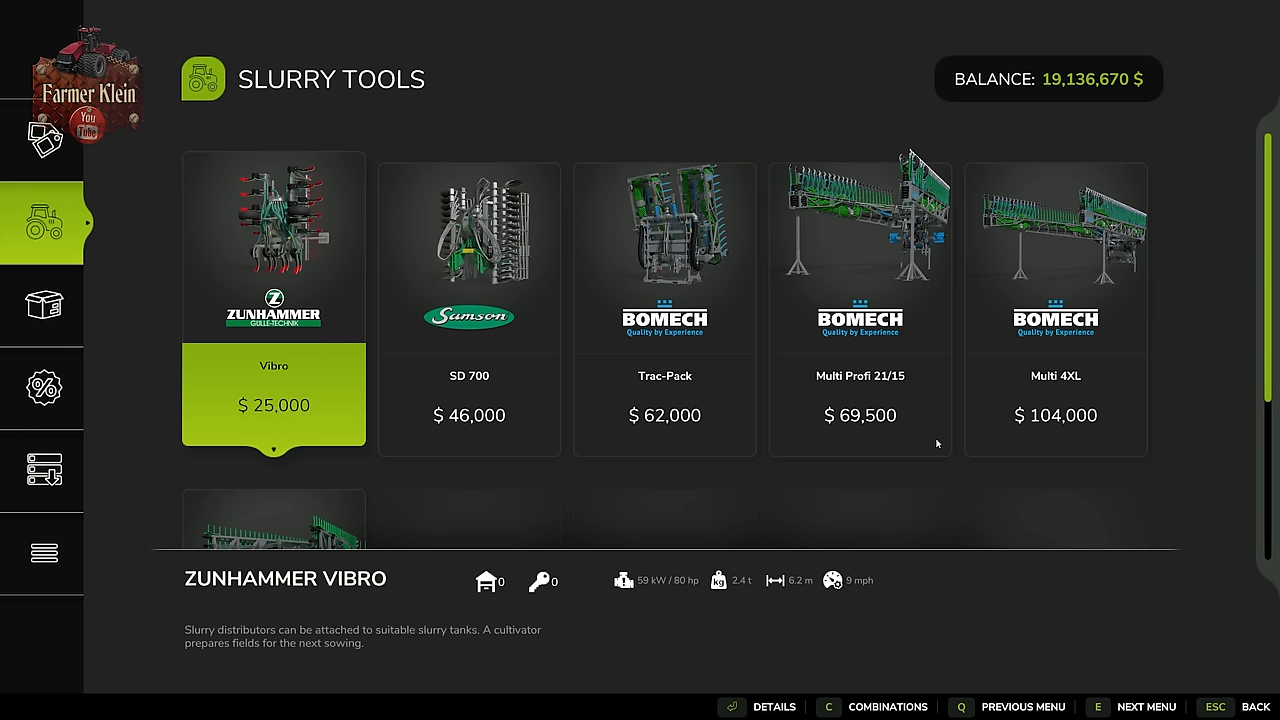 Farmer Klein
You
Tube
SLURRY TOOLS
BALANCE: 19,136,670 $
Z
ZUNHAMMER
GÜLLE-TECHNIK
Samson
BOMECH
Quality by Experience
BOMECH
Quality by Experience
BOMECH
Quality by Experience
Vibro
SD 700
Trac-Pack
Multi Profi 21/15
Multi 4XL
$ 25,000
$ 46,000
$ 62,000
$ 69,500
$ 104,000
ZUNHAMMER VIBRO
0
0
59 kW / 80 hp
kg
2.4 t
6.2 m
9 mph
Slurry distributors can be attached to suitable slurry tanks. A cultivator
prepares fields for the next sowing.
DETAILS
C COMBINATIONS
Q PREVIOUS MENU
E NEXT MENU
ESC BACK